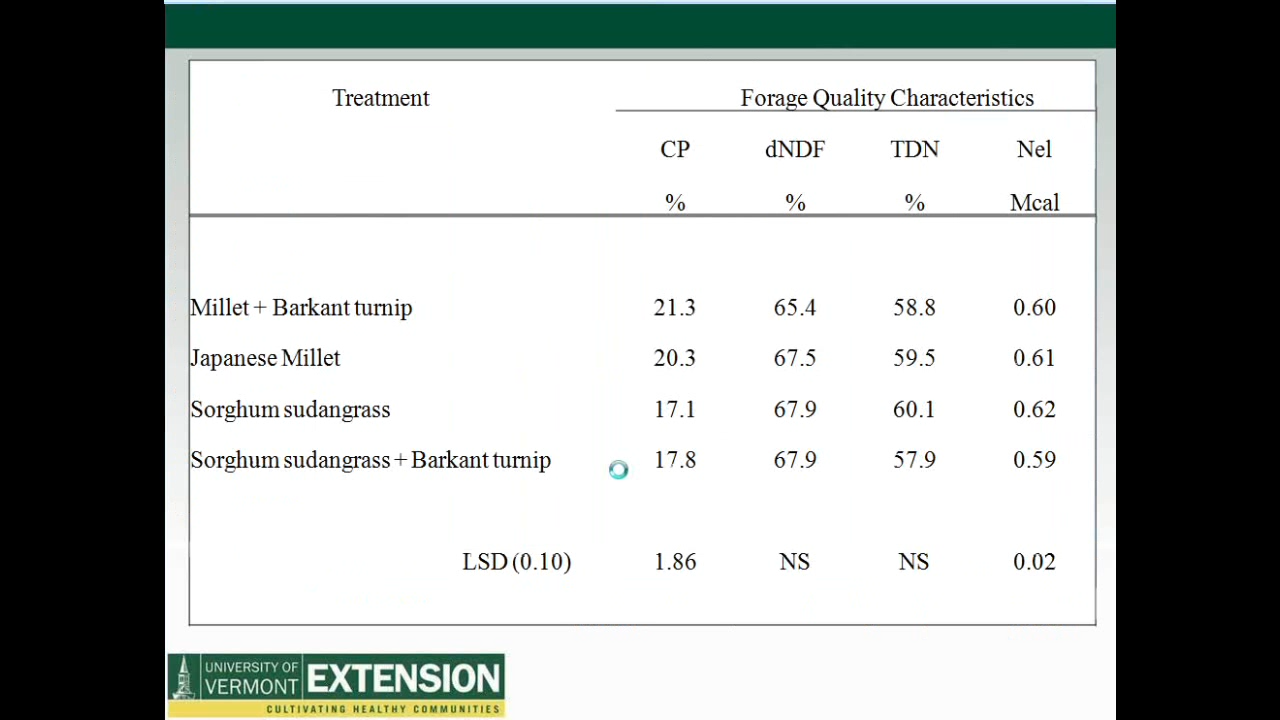 Treatment Forage Quality Characteristics
CP dNDF TDN Nel
% % % Mcal
Millet + Barkant turnip 21.3 65.4 58.8 0.60
Japanese Millet 20.3 67.5 59.5 0.61
Sorghum sudangrass 17.1 67.9 60.1 0.62
Sorghum sudangrass + Barkant turnip 17.8 67.9 57.9 0.59
LSD (0.10) 1.86 NS NS 0.02
UNIVERSITY OF
VERMONT EXTENSION
CULTIVATING HEALTHY COMMUNITIES